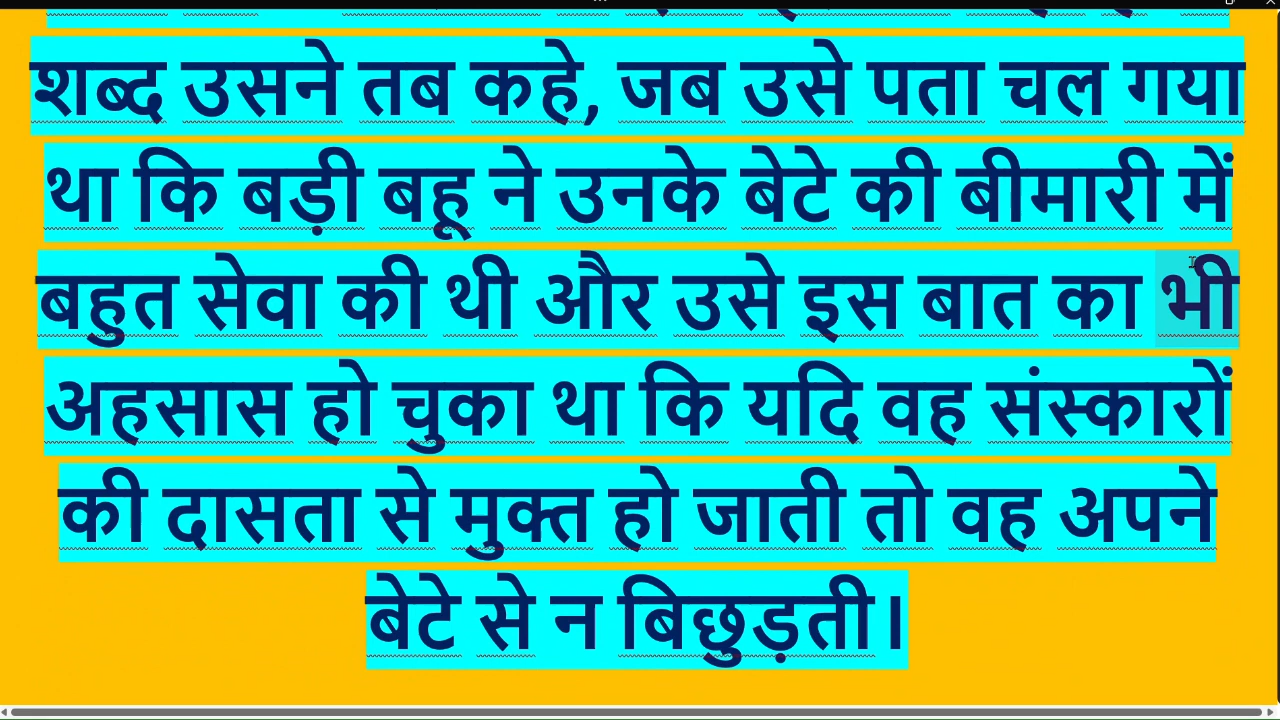 शब्द उसने तब कहे, जब उसे पता चल गया
था कि बड़ी बहू ने उनके बेटे की बीमारी में
बहुत सेवा की थी और उसे इस बात का भी
अहसास हो चुका था कि यदि वह संस्कारों
की दासता से मुक्त हो जाती तो वह अपने
बेटे से न बिछुड़ती।